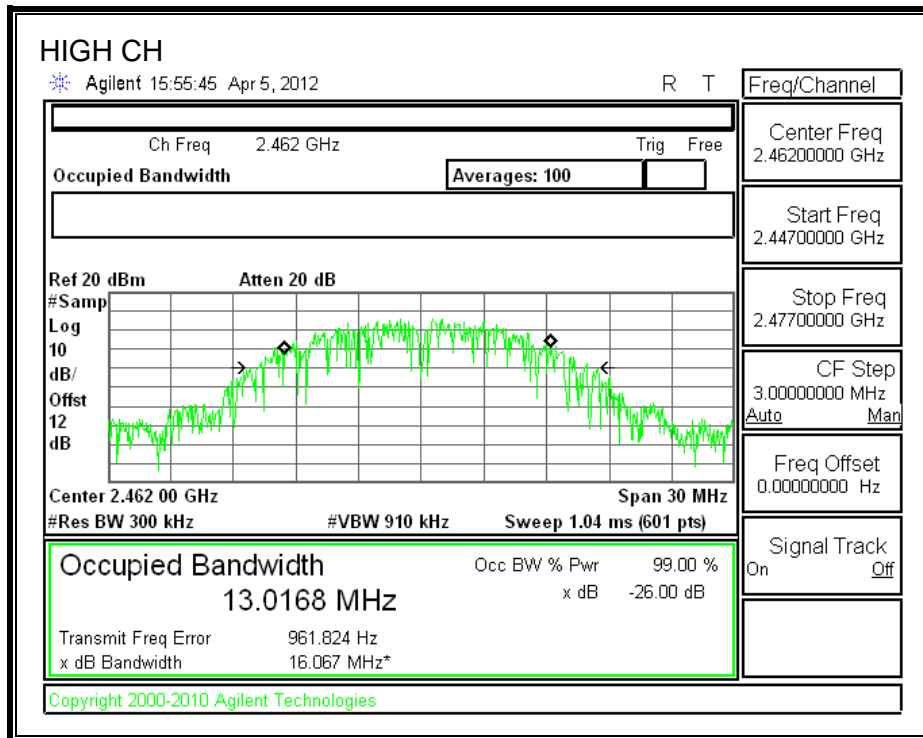 HIGH CH
Agilent 15:55:45 Apr 5, 2012 R T
Ch Freq 2.462 GHz Trig Free
Occupied Bandwidth Averages: 100
Ref 20 dBm Atten 20 dB
#Samp
Log
10
dB/
Offst
12
dB
Center 2.462 00 GHz Span 30 MHz
#Res BW 300 kHz #VBW 910 kHz Sweep 1.04 ms (601 pts)
Occupied Bandwidth Occ BW % Pwr 99.00 %
13.0168 MHz x dB -26.00 dB
Transmit Freq Error 961.824 Hz
x dB Bandwidth 16.067 MHz*
Copyright 2000-2010 Agilent Technologies
Freq/Channel
Center Freq
2.46200000 GHz
Start Freq
2.44700000 GHz
Stop Freq
2.47700000 GHz
CF Step
3.00000000 MHz
Auto Man
Freq Offset
0.00000000 Hz
Signal Track
On Off